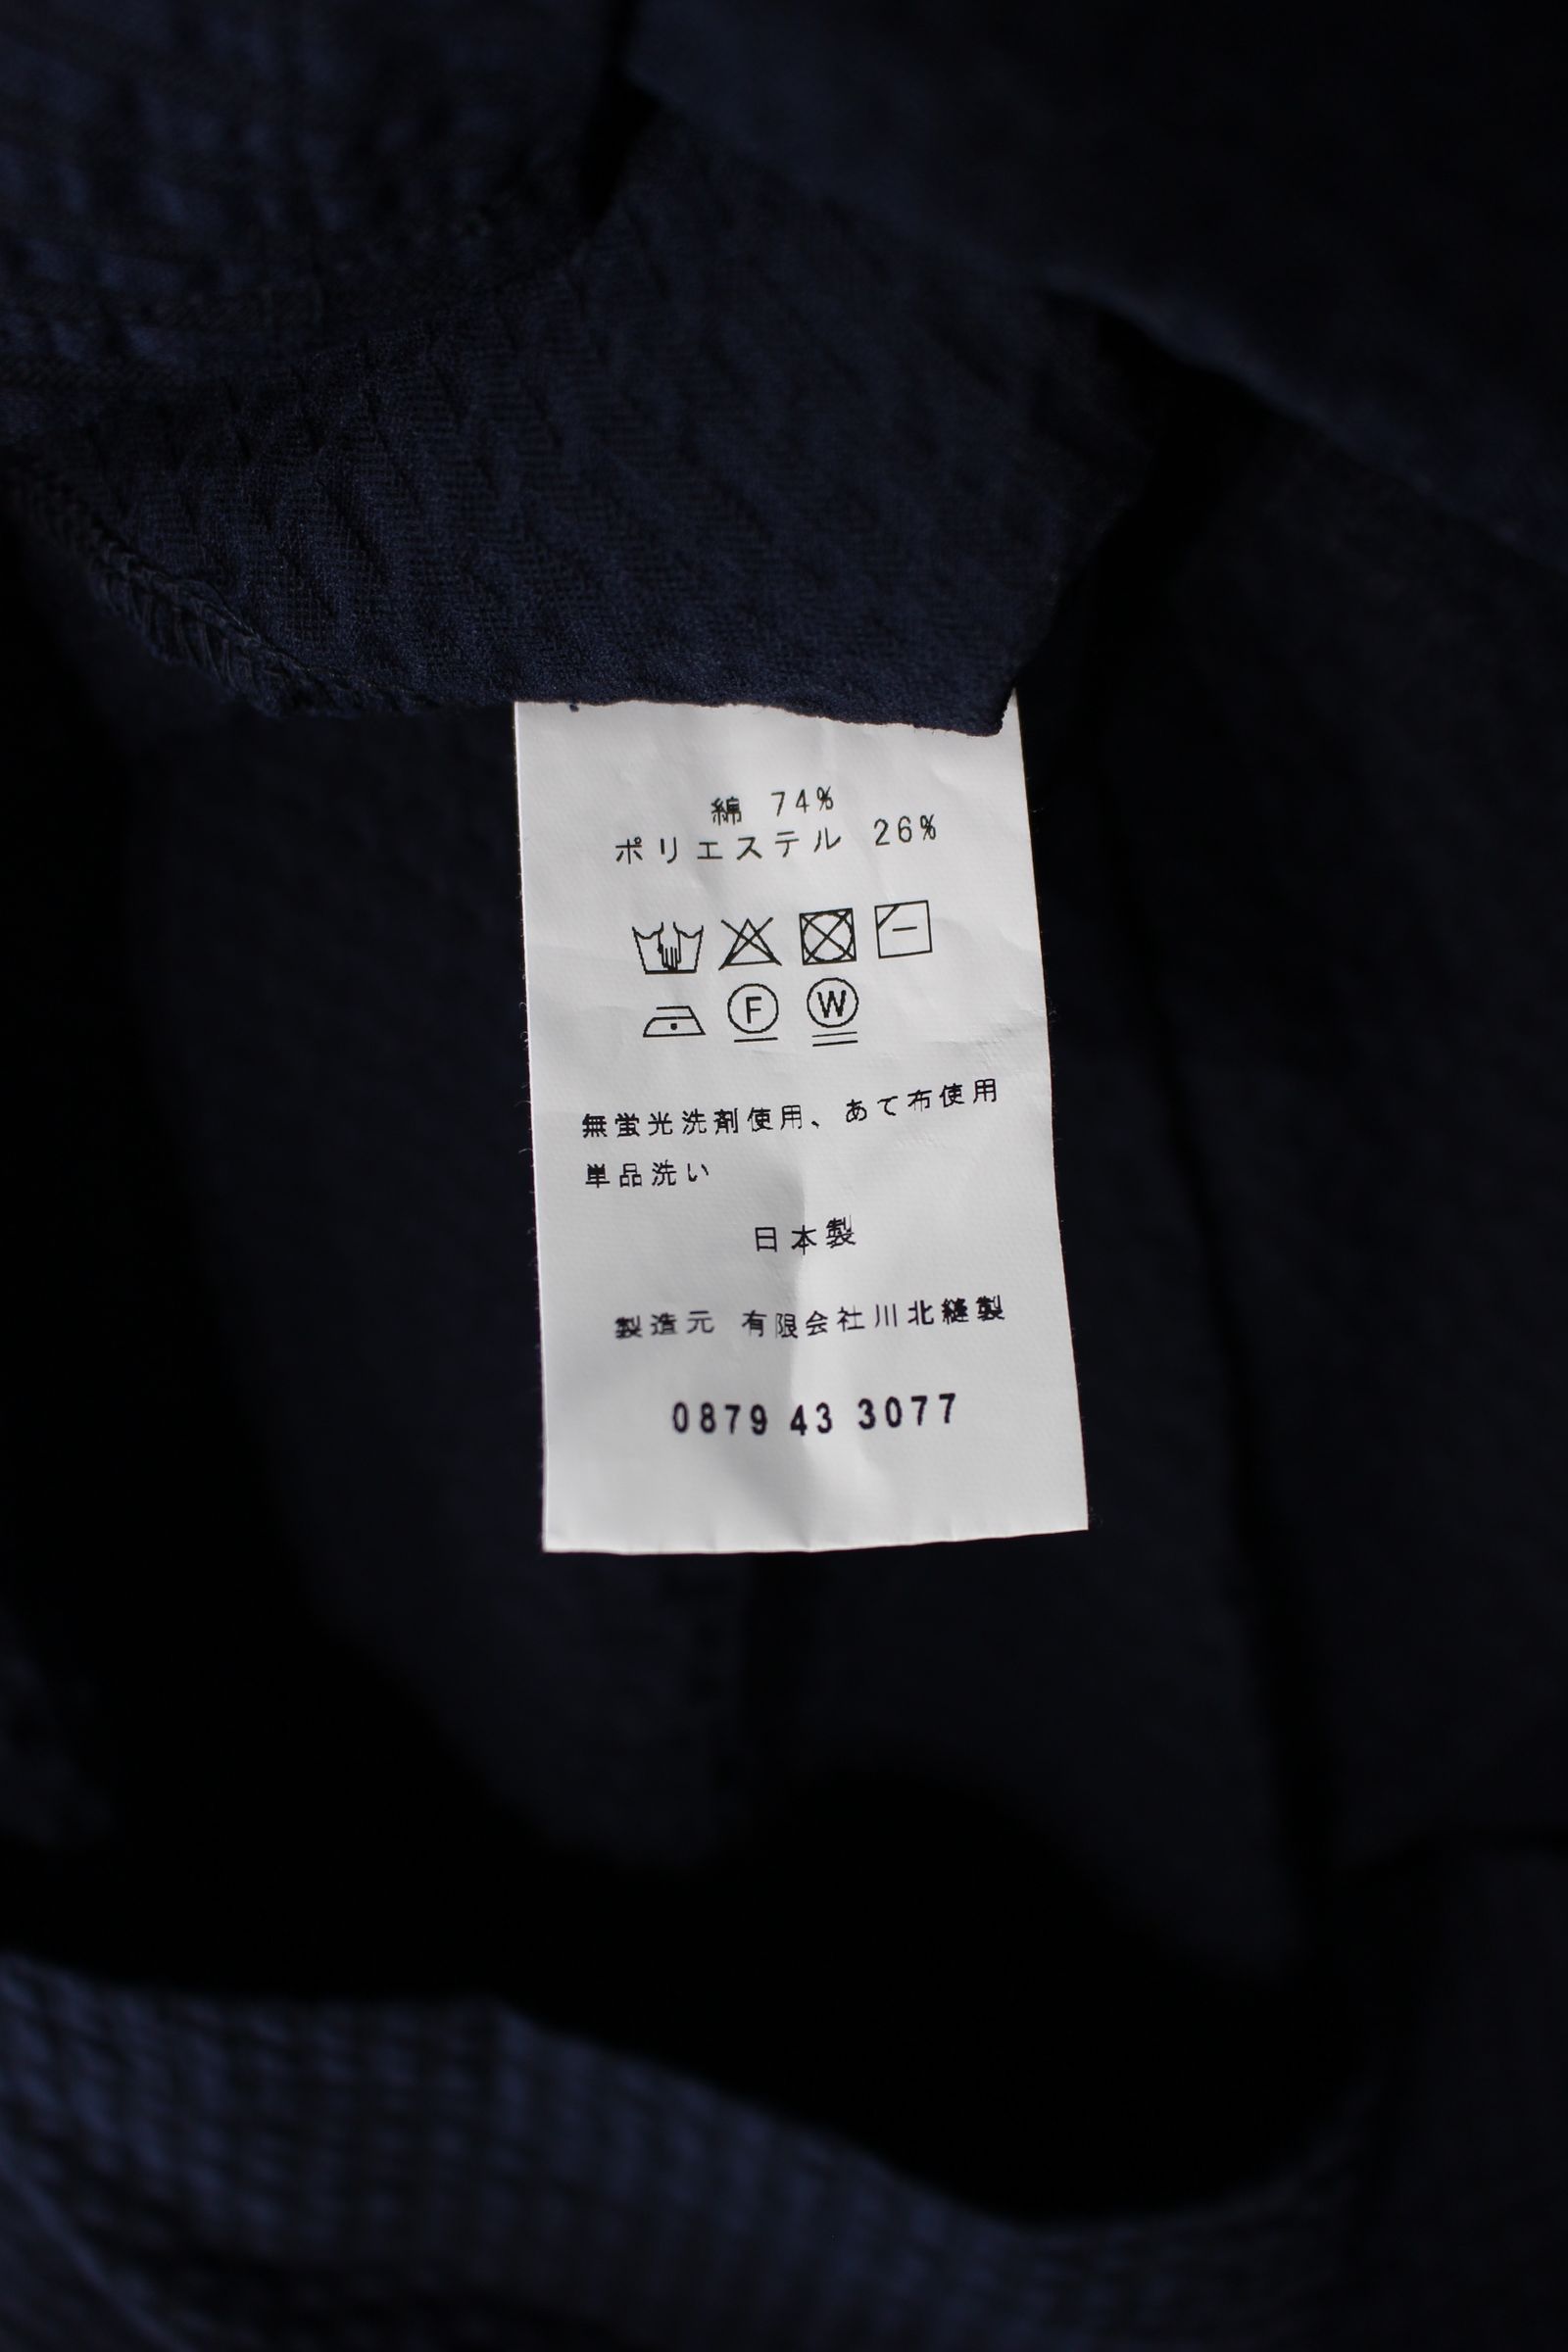 綿 74%
ポリエステル 26%
F W
無蛍光洗剤使用、あて布使用
単品洗い
日本製
製造元 有限会社川北縫製
0879 43 3077